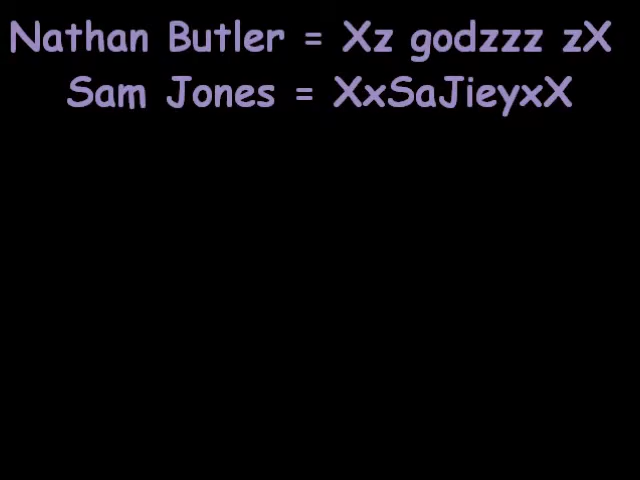 Nathan Butler = Xz godzzz zX
Sam Jones = XxSaJieyxX